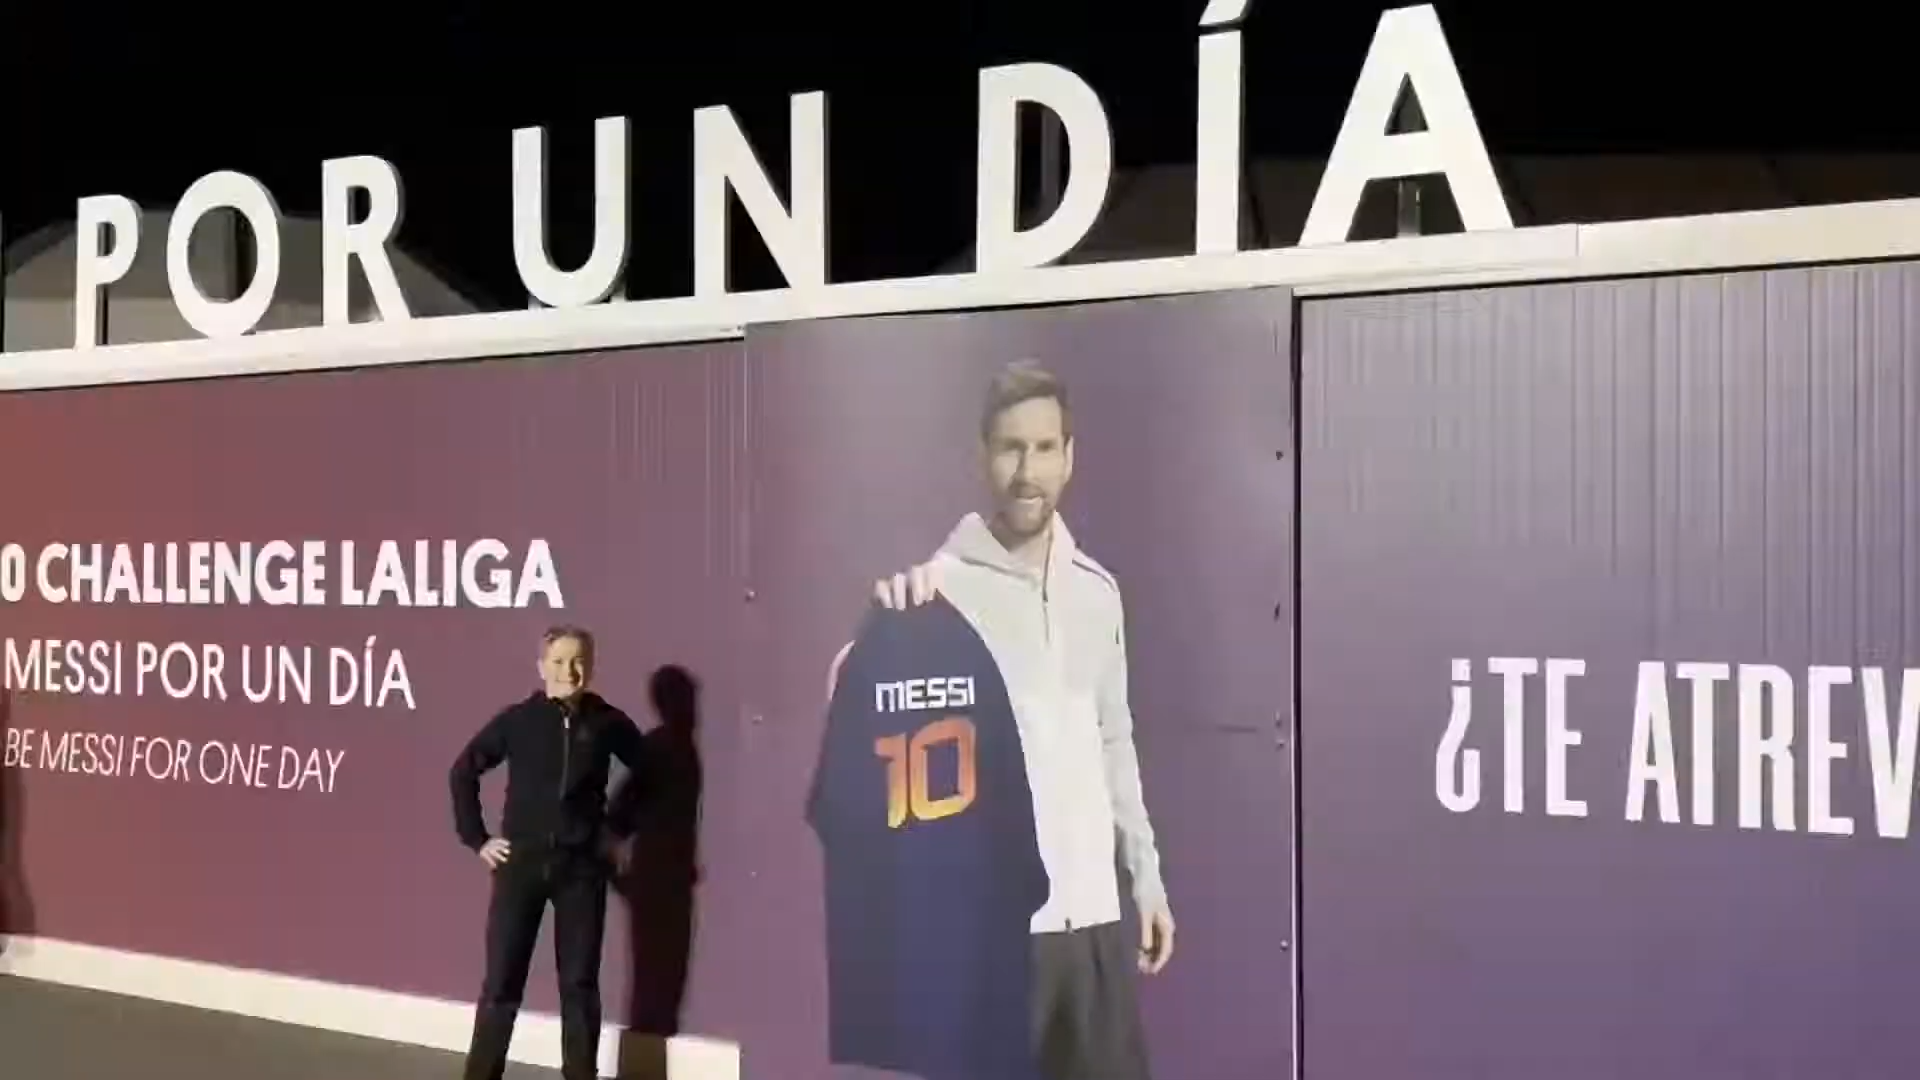 POR UN DÍA
0 CHALLENGE LALIGA
MESSI POR UN DÍA
BE MESSI FOR ONE DAY
MESSI
10
¿TE ATREV